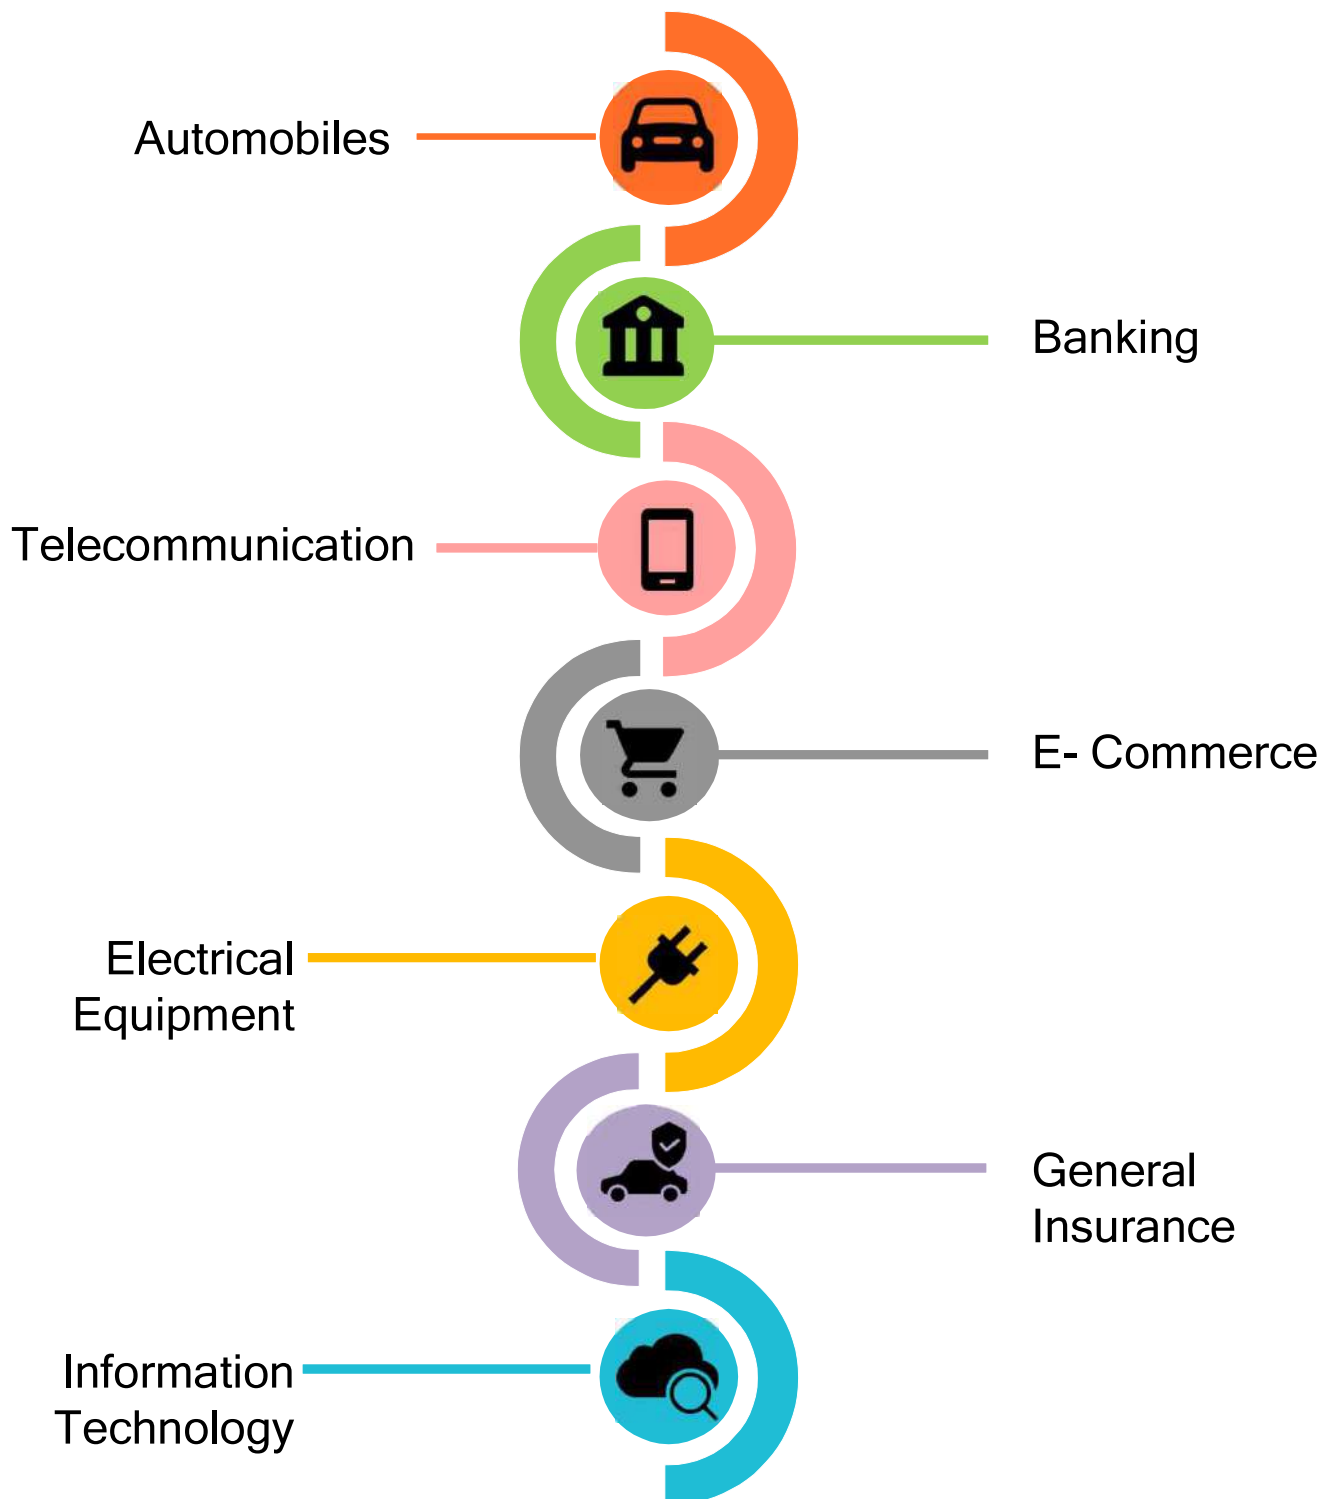 Automobiles
Banking
Telecommunication
E- Commerce
Electrical
Equipment
General
Insurance
Information
Technology